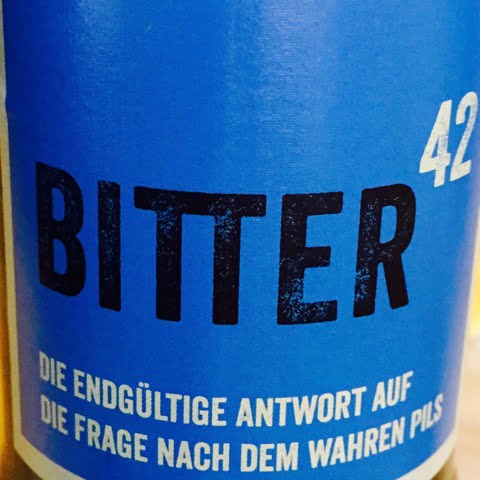 BITTER 42
DIE ENDGÜLTIGE ANTWORT AUF
DIE FRAGE NACH DEM WAHREN PILS